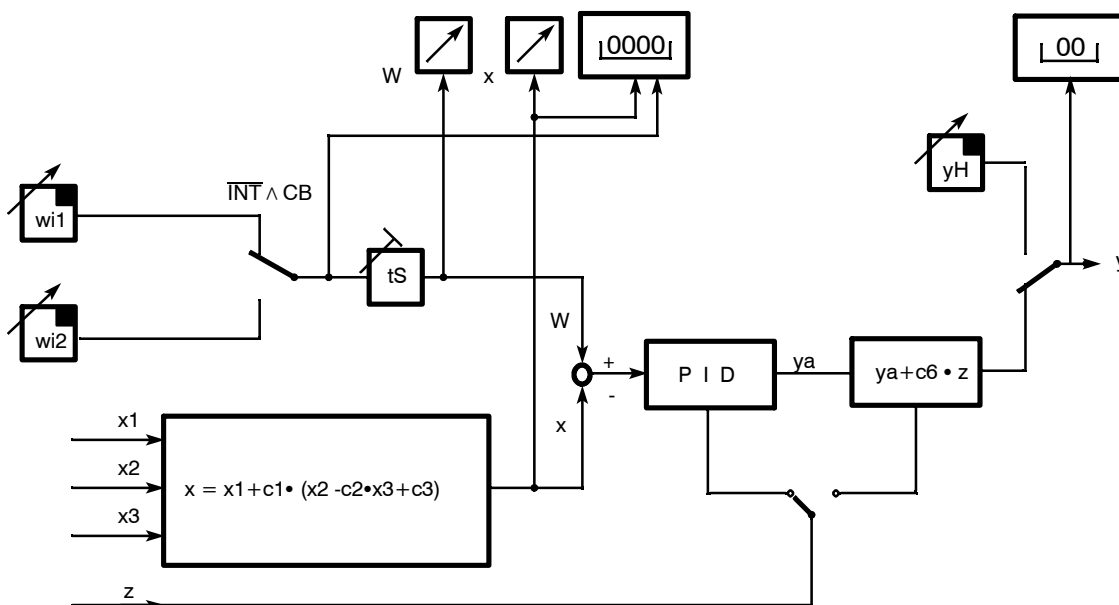 0000
00
W
x
yH
INT ∧ CB
wi1
tS
y
wi2
W
+
-
P I D
ya
ya+c6 • z
x
x1
x2
x3
x = x1+c1• (x2 -c2•x3+c3)
z